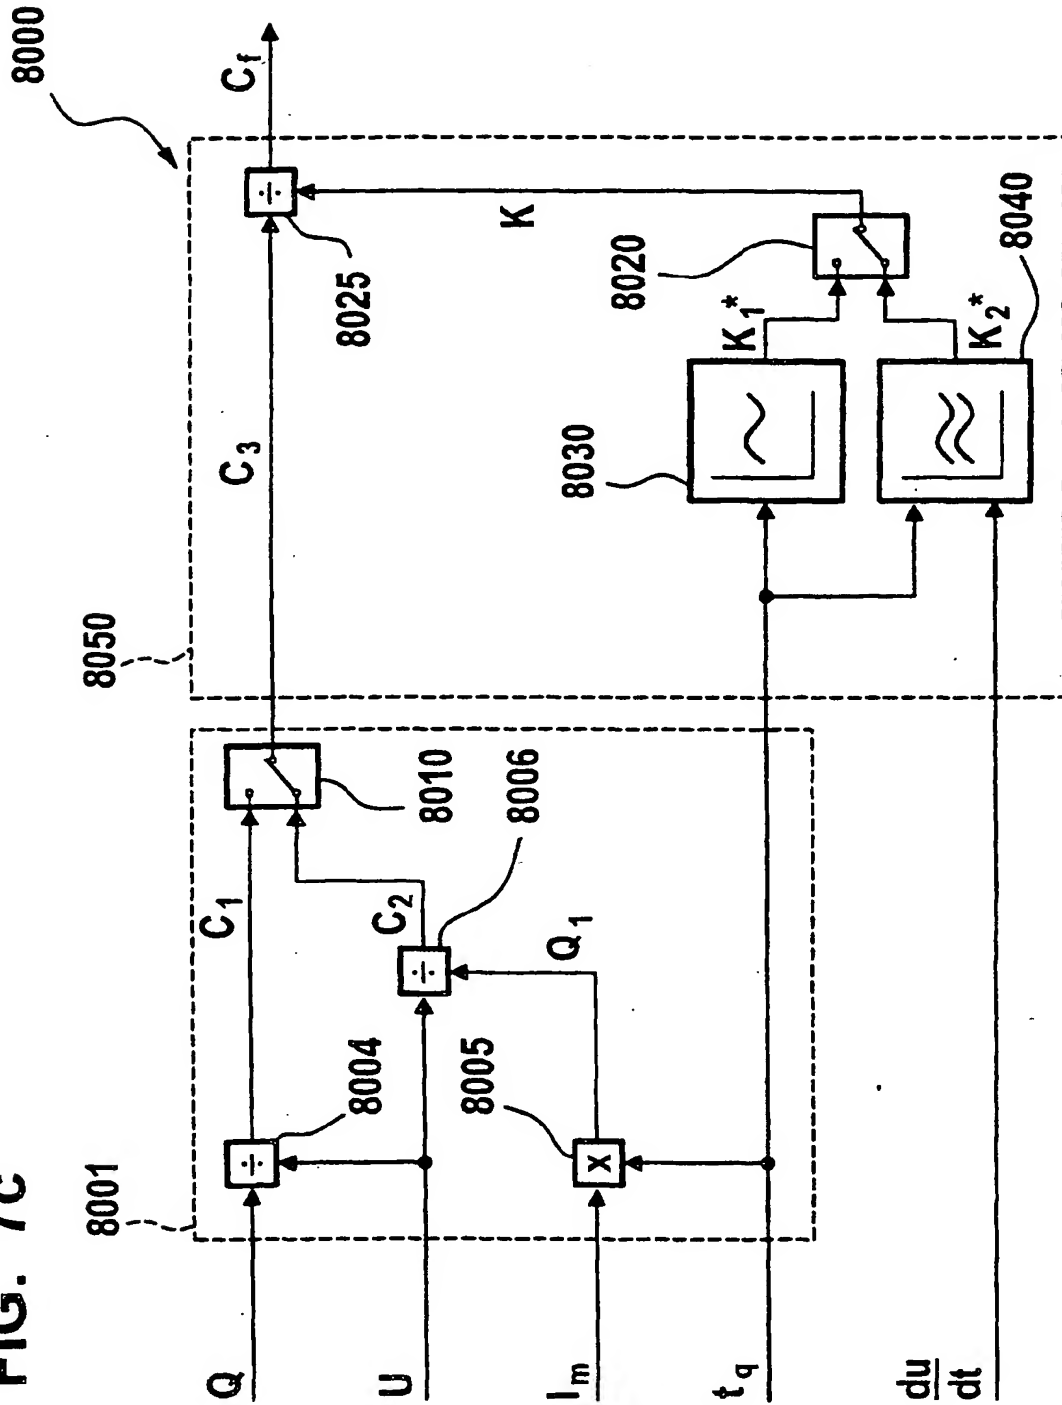 FIG. 7c
8000
8001
8050
Q
U
I_m
t_q
du
dt
÷
8004
C_1
X
8005
Q_1
÷
8006
C_2
8010
C_3
÷
8025
C_f
K
8020
8030
K_1*
8040
K_2*